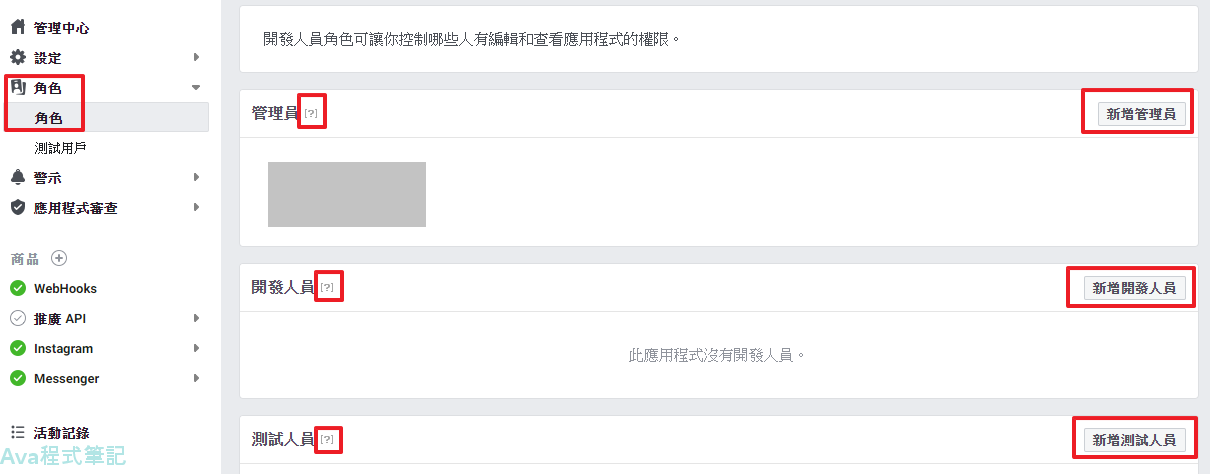 管理中心
設定
角色
角色
測試用戶
警示
應用程式審查
商品
WebHooks
推廣 API
Instagram
Messenger
活動記錄
Ava程式筆記
開發人員角色可讓你控制哪些人有編輯和查看應用程式的權限。
管理員 [?]
新增管理員
開發人員 [?]
新增開發人員
此應用程式沒有開發人員。
測試人員 [?]
新增測試人員